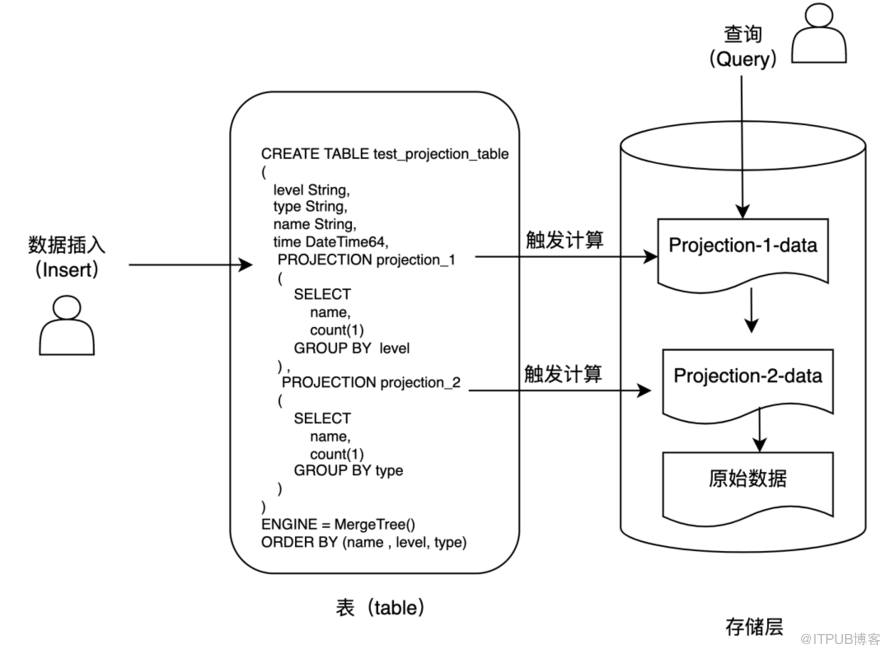 查询
（Query）
CREATE TABLE test_projection_table
(
level String,
type String,
name String,
time DateTime64,
PROJECTION projection_1
(
SELECT
name,
count(1)
GROUP BY level
) ,
PROJECTION projection_2
(
SELECT
name,
count(1)
GROUP BY type
)
)
ENGINE = MergeTree()
ORDER BY (name , level, type)
数据插入
（Insert）
触发计算
触发计算
Projection-1-data
Projection-2-data
原始数据
表（table）
存储层
@ITPUB博客